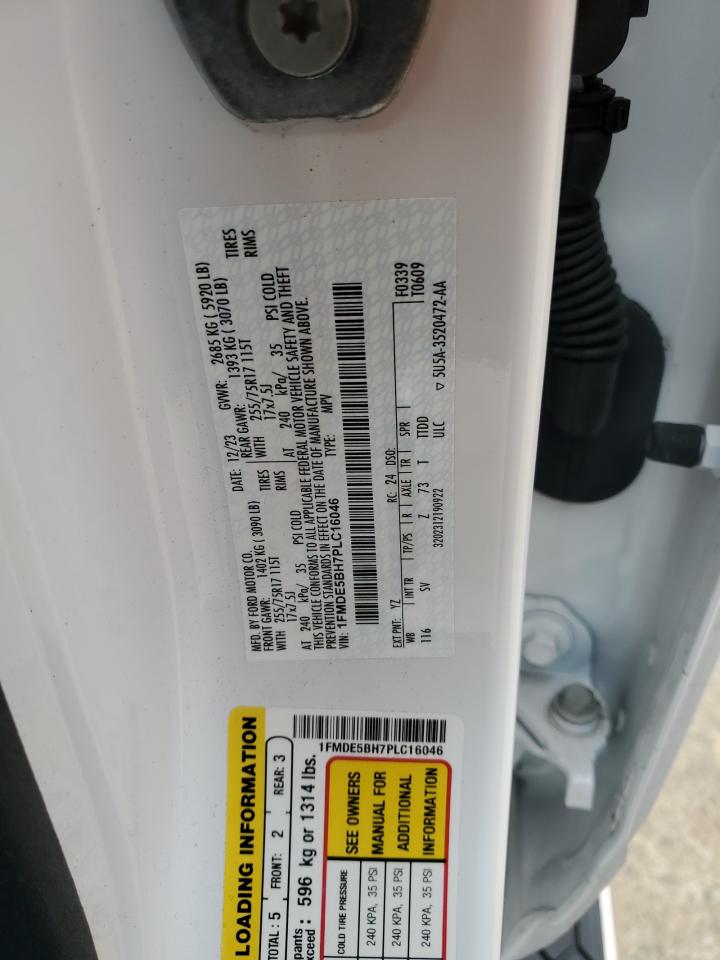 MFD. BY FORD MOTOR CO.
DATE: 12/23 GVWR: 2685 KG ( 5920 LB)
FRONT GAWR: 1402 KG ( 3090 LB) REAR GAWR: 1393 KG ( 3070 LB)
WITH 255/75R17 115T TIRES WITH 255/75R17 115T TIRES
17x7.5J RIMS 17x7.5J RIMS
AT 240 kPa/ 35 PSI COLD AT 240 kPa/ 35 PSI COLD
THIS VEHICLE CONFORMS TO ALL APPLICABLE FEDERAL MOTOR VEHICLE SAFETY AND THEFT
PREVENTION STANDARDS IN EFFECT ON THE DATE OF MANUFACTURE SHOWN ABOVE.
VIN: 1FMDE5BH7PLC16046 TYPE: MPV
EXT PNT: YZ RC: 24 DSO: F0339
WB INT TR TP/PS R AXLE TR SPR T0609
116 SV Z 73 T TTDD
3202312190922 ULC ▽ 5U5A-3520472-AA
LOADING INFORMATION
TOTAL: 5 FRONT: 2 REAR: 3
pants
xceed : 596 kg or 1314 lbs.
1FMDE5BH7PLC16046
COLD TIRE PRESSURE
240 KPA, 35 PSI
240 KPA, 35 PSI
240 KPA, 35 PSI
SEE OWNERS
MANUAL FOR
ADDITIONAL
INFORMATION